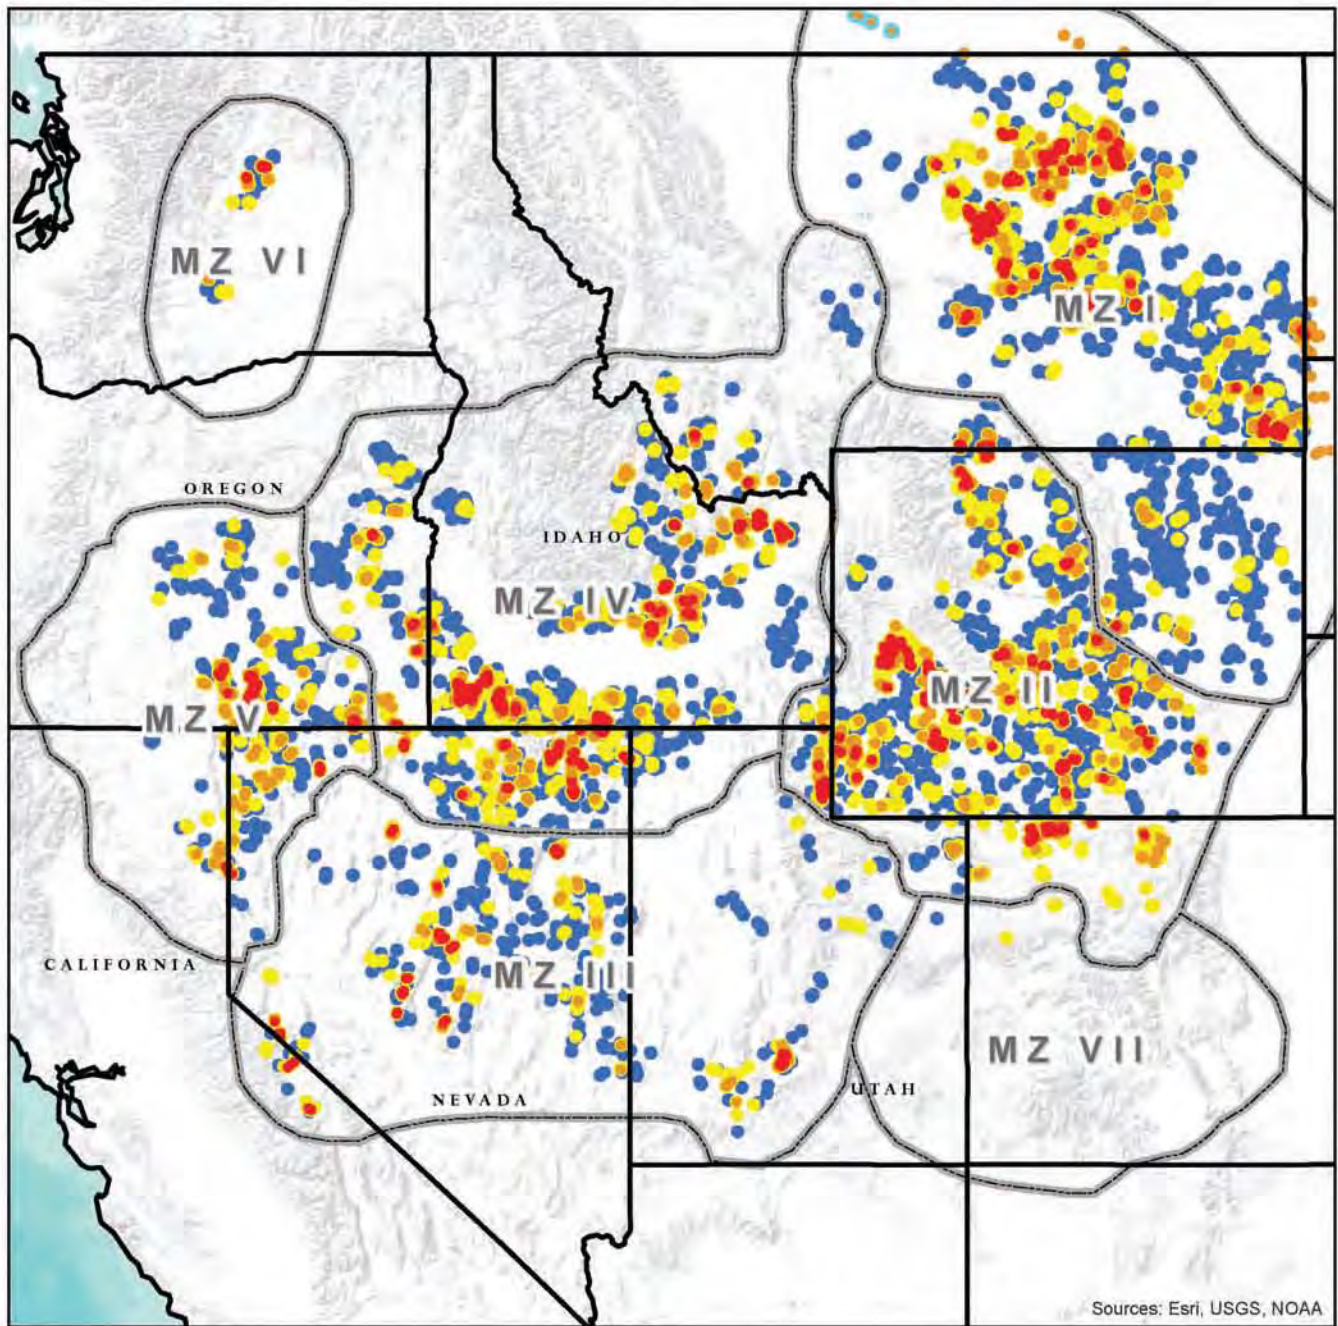 MZ VI
MZ I
OREGON
IDAHO
MZ IV
MZ II
MZ V
CALIFORNIA
MZ III
MZ VII
NEVADA
UTAH
Sources: Esri, USGS, NOAA